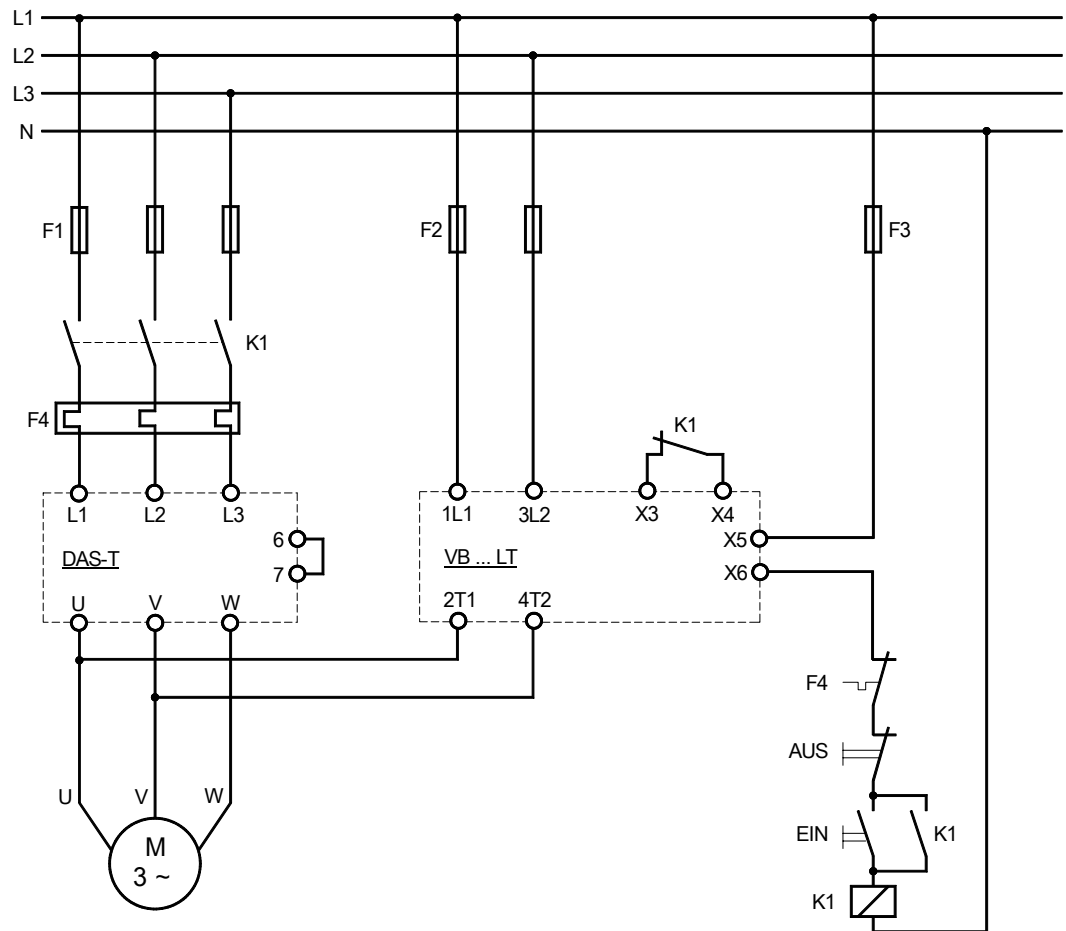 L1
L2
L3
N
F1
F2
F3
K1
F4
K1
L1 L2 L3
1L1 3L2 X3 X4
6
X5
DAS-T
VB ... LT
7
X6
U V W
2T1 4T2
F4
AUS
U V W
EIN
K1
M
3 ~
K1